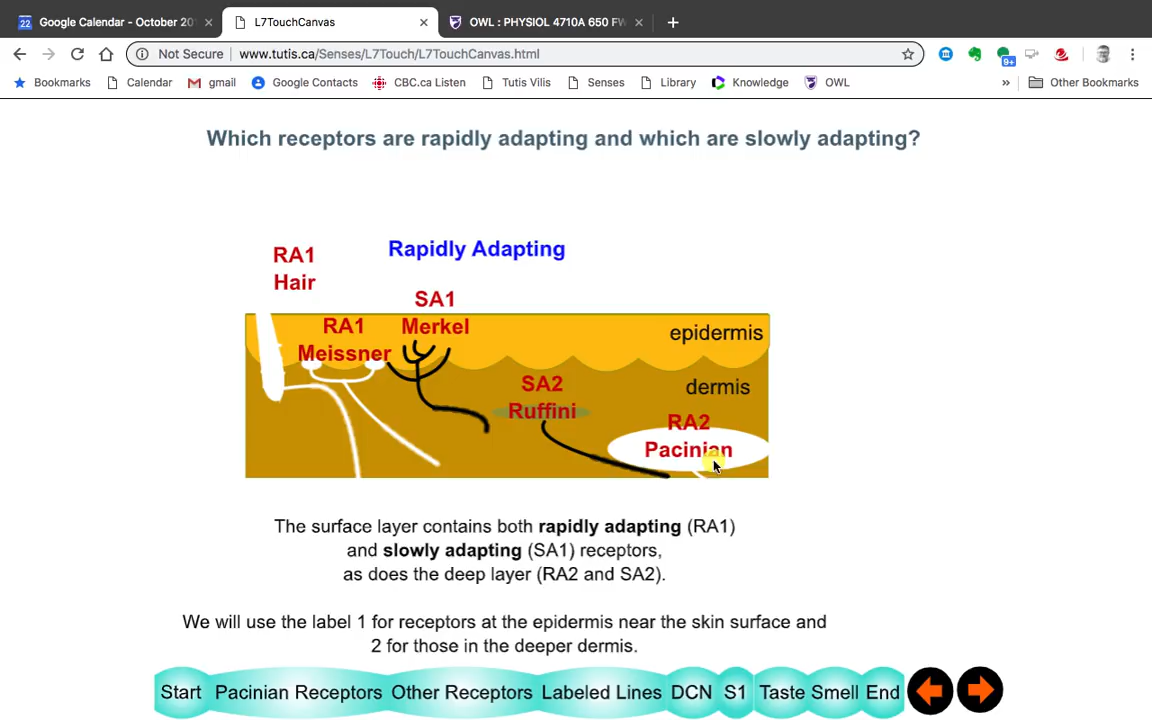 22 Google Calendar - October 20
L7TouchCanvas
OWL : PHYSIOL 4710A 650 FW
Not Secure www.tutis.ca/Senses/L7Touch/L7TouchCanvas.html
9+
Bookmarks Calendar gmail Google Contacts CBC.ca Listen Tutis Vilis Senses Library Knowledge OWL » Other Bookmarks
Which receptors are rapidly adapting and which are slowly adapting?
RA1
Hair
Rapidly Adapting
SA1
Merkel
RA1
Meissner
epidermis
dermis
SA2
Ruffini
RA2
Pacinian
The surface layer contains both rapidly adapting (RA1)
and slowly adapting (SA1) receptors,
as does the deep layer (RA2 and SA2).
We will use the label 1 for receptors at the epidermis near the skin surface and
2 for those in the deeper dermis.
Start Pacinian Receptors Other Receptors Labeled Lines DCN S1 Taste Smell End